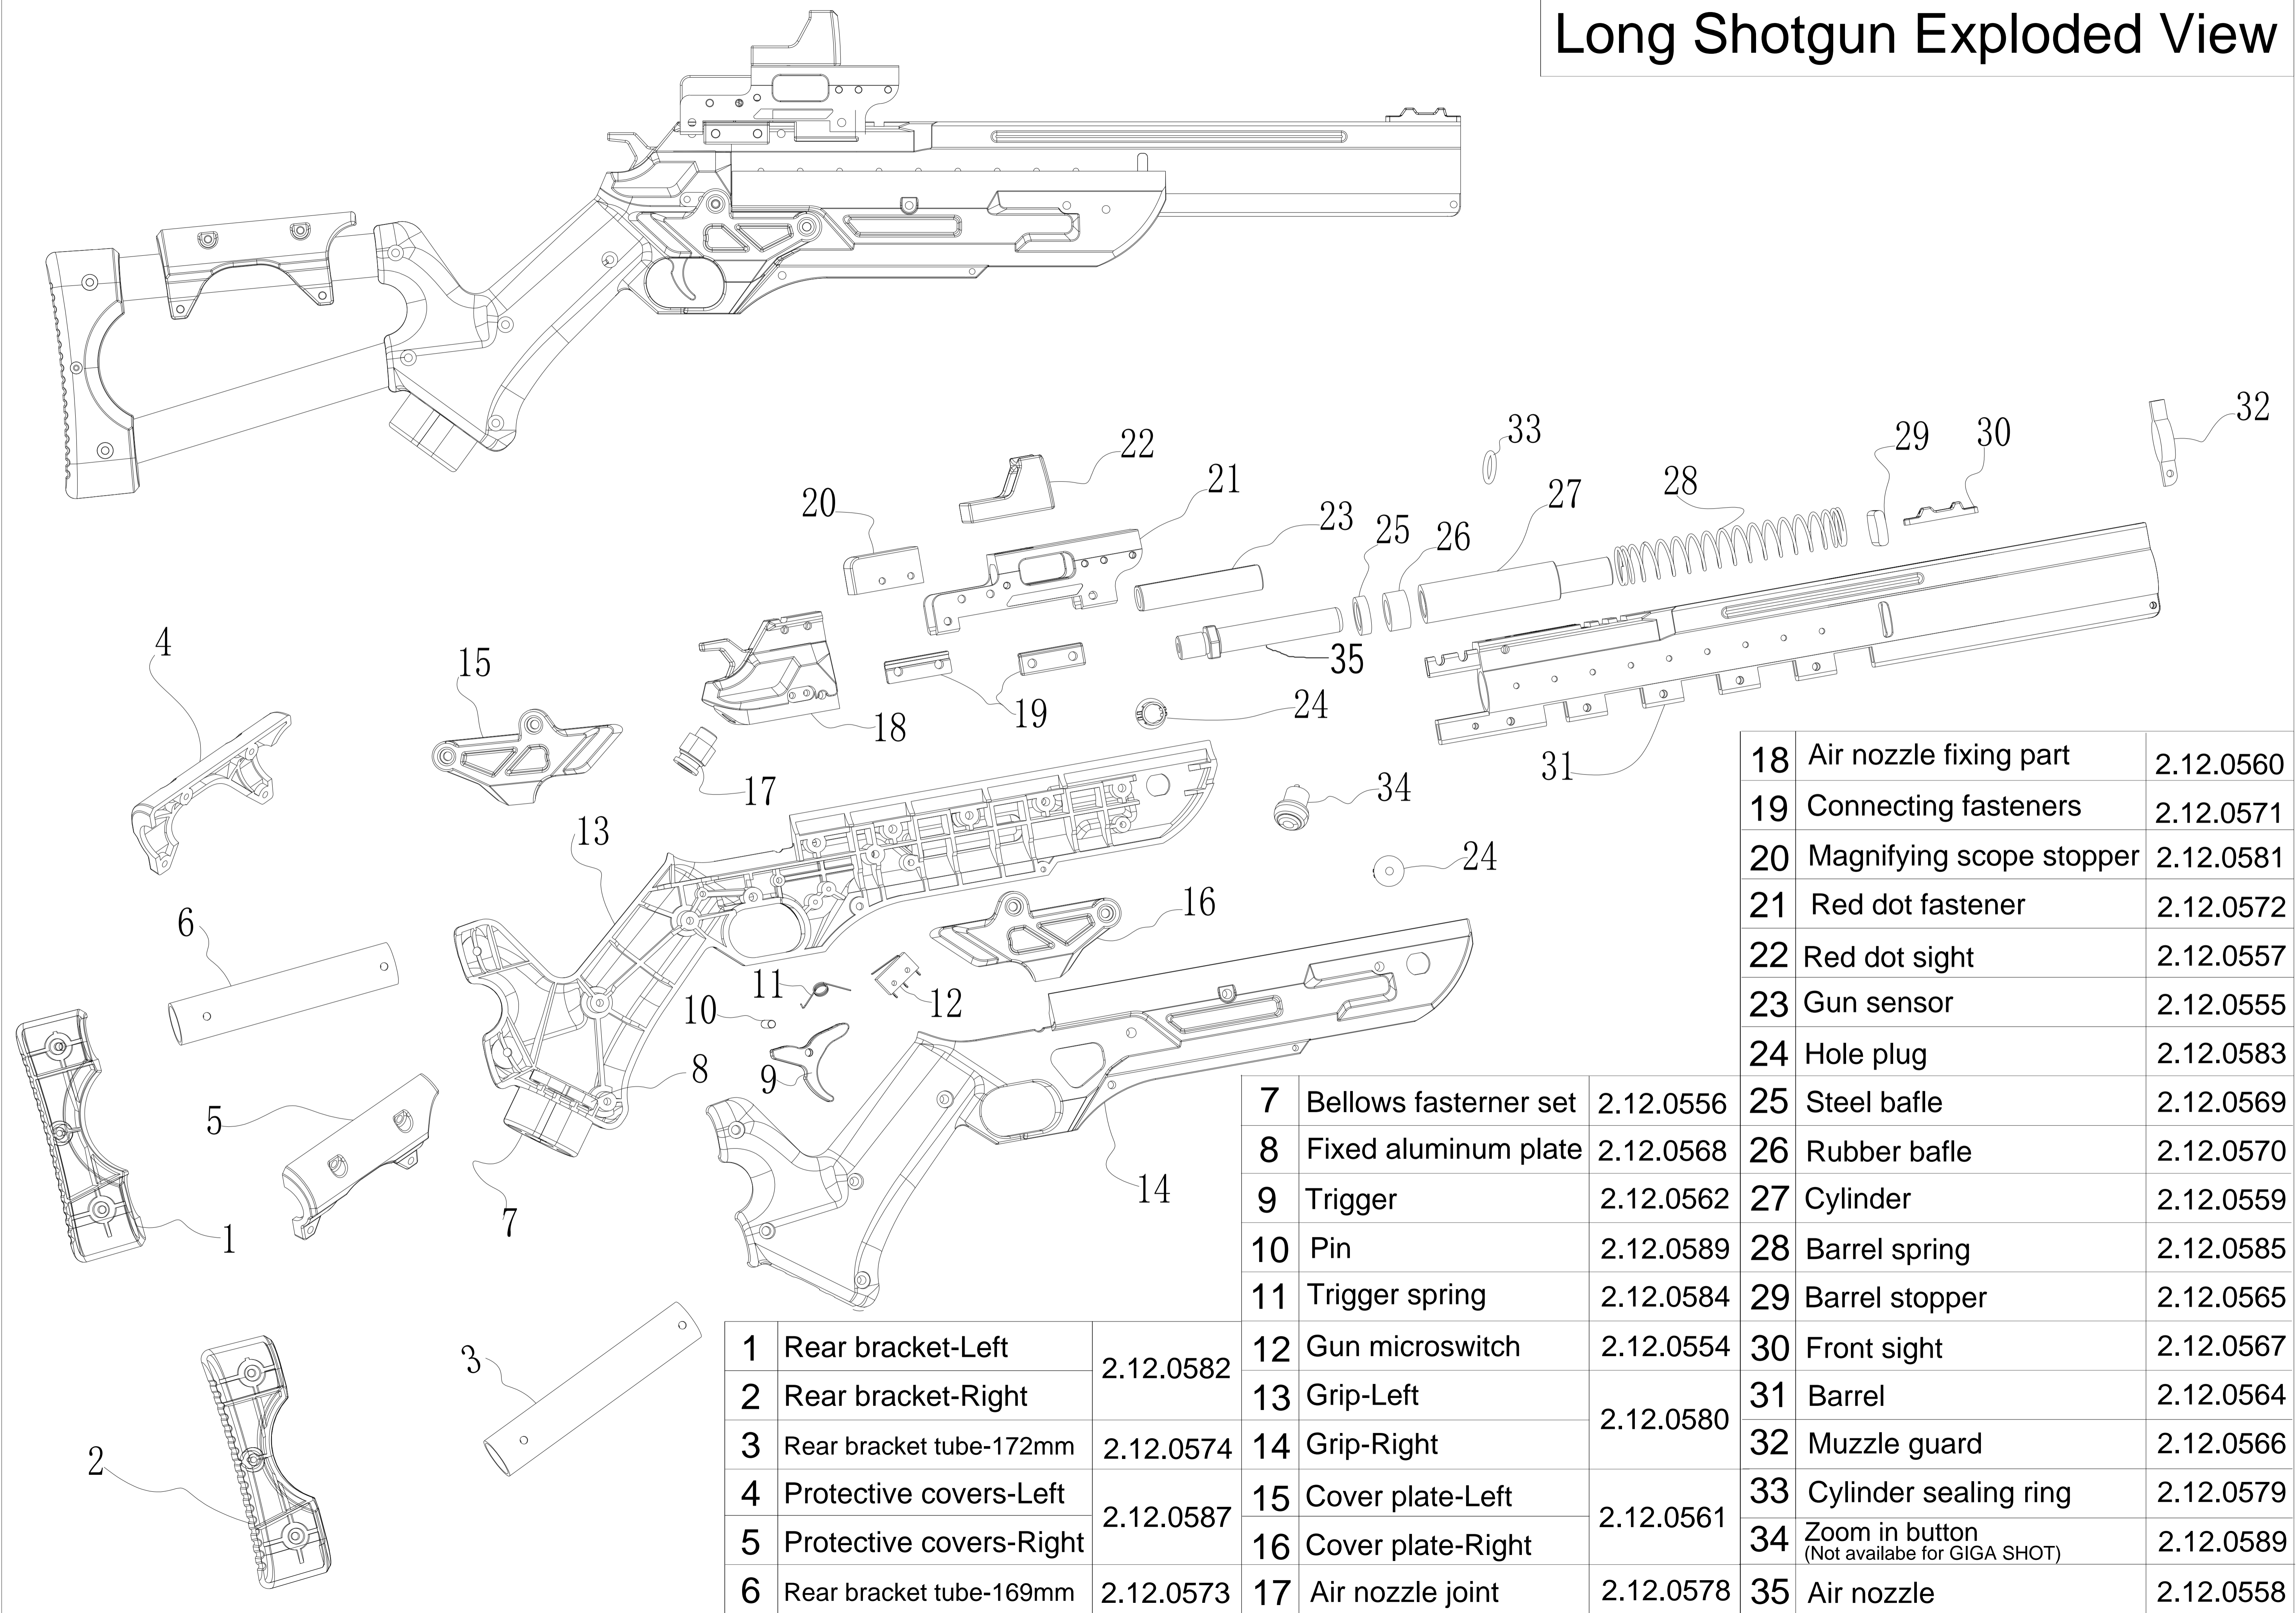 Long Shotgun Exploded View
32
33
30
29
22
28
21
27
20
23
25
26
4
15
35
24
19
18
17
31
34
13
24
6
16
11
12
10
9
8
5
14
7
1
3
2
1 Rear bracket-Left 2.12.0582
2 Rear bracket-Right
3 Rear bracket tube-172mm 2.12.0574
4 Protective covers-Left 2.12.0587
5 Protective covers-Right
6 Rear bracket tube-169mm 2.12.0573
7 Bellows fasterner set 2.12.0556
8 Fixed aluminum plate 2.12.0568
9 Trigger 2.12.0562
10 Pin 2.12.0589
11 Trigger spring 2.12.0584
12 Gun microswitch 2.12.0554
13 Grip-Left 2.12.0580
14 Grip-Right
15 Cover plate-Left 2.12.0561
16 Cover plate-Right
17 Air nozzle joint 2.12.0578
18 Air nozzle fixing part 2.12.0560
19 Connecting fasteners 2.12.0571
20 Magnifying scope stopper 2.12.0581
21 Red dot fastener 2.12.0572
22 Red dot sight 2.12.0557
23 Gun sensor 2.12.0555
24 Hole plug 2.12.0583
25 Steel bafle 2.12.0569
26 Rubber bafle 2.12.0570
27 Cylinder 2.12.0559
28 Barrel spring 2.12.0585
29 Barrel stopper 2.12.0565
30 Front sight 2.12.0567
31 Barrel 2.12.0564
32 Muzzle guard 2.12.0566
33 Cylinder sealing ring 2.12.0579
34 Zoom in button 2.12.0589
(Not availabe for GIGA SHOT)
35 Air nozzle 2.12.0558